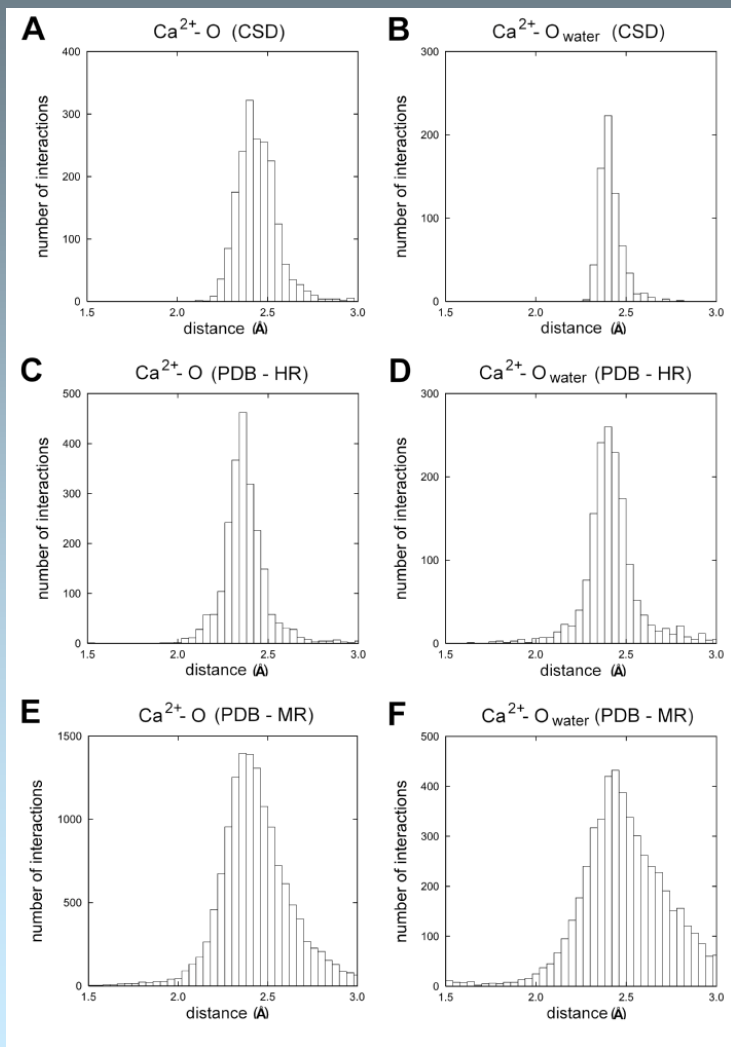 A
Ca²⁺- O (CSD)
number of interactions
400
300
200
100
0
1.5 2.0 2.5 3.0
distance (Å)
B
Ca²⁺- O water (CSD)
number of interactions
300
200
100
0
1.5 2.0 2.5 3.0
distance (Å)
C
Ca²⁺- O (PDB - HR)
number of interactions
500
400
300
200
100
0
1.5 2.0 2.5 3.0
distance (Å)
D
Ca²⁺- O water (PDB - HR)
number of interactions
300
200
100
0
1.5 2.0 2.5 3.0
distance (Å)
E
Ca²⁺- O (PDB - MR)
number of interactions
1500
1000
500
0
1.5 2.0 2.5 3.0
distance (Å)
F
Ca²⁺- O water (PDB - MR)
number of interactions
500
400
300
200
100
0
1.5 2.0 2.5 3.0
distance (Å)